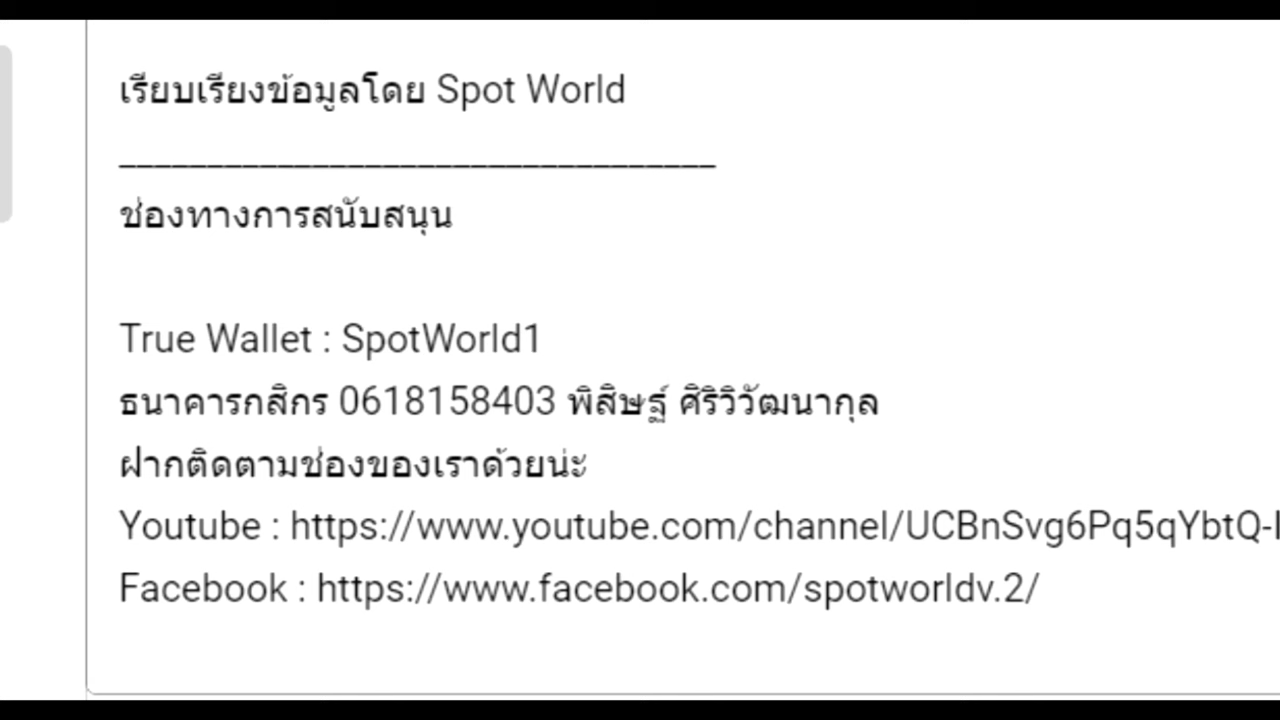 เรียบเรียงข้อมูลโดย Spot World
__________________________________
ช่องทางการสนับสนุน
True Wallet : SpotWorld1
ธนาคารกสิกร 0618158403 พิสิษฐ์ ศิริวิวัฒนากุล
ฝากติดตามช่องของเราด้วยน่ะ
Youtube : https://www.youtube.com/channel/UCBnSvg6Pq5qYbtQ-
Facebook : https://www.facebook.com/spotworldv.2/